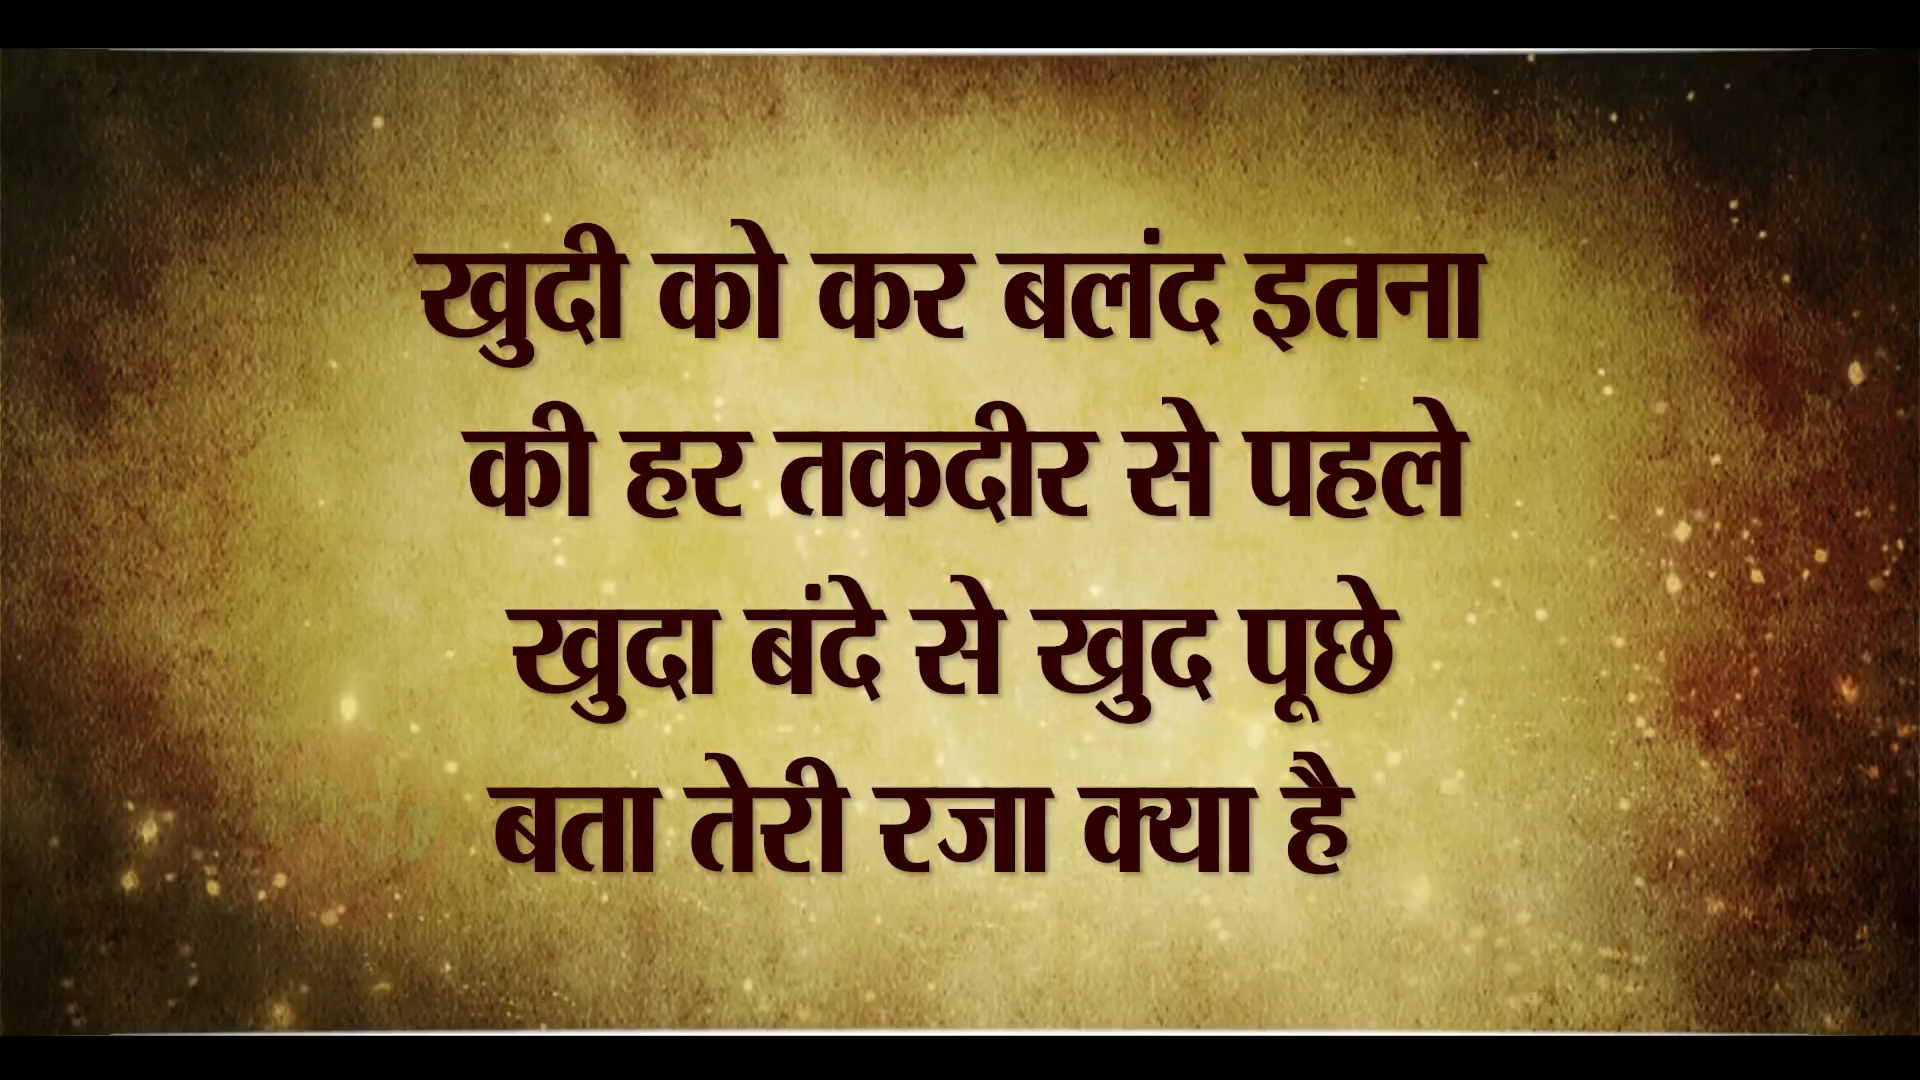 खुदी को कर बलंद इतना
की हर तकदीर से पहले
खुदा बंदे से खुद पूछे
बता तेरी रजा क्या है